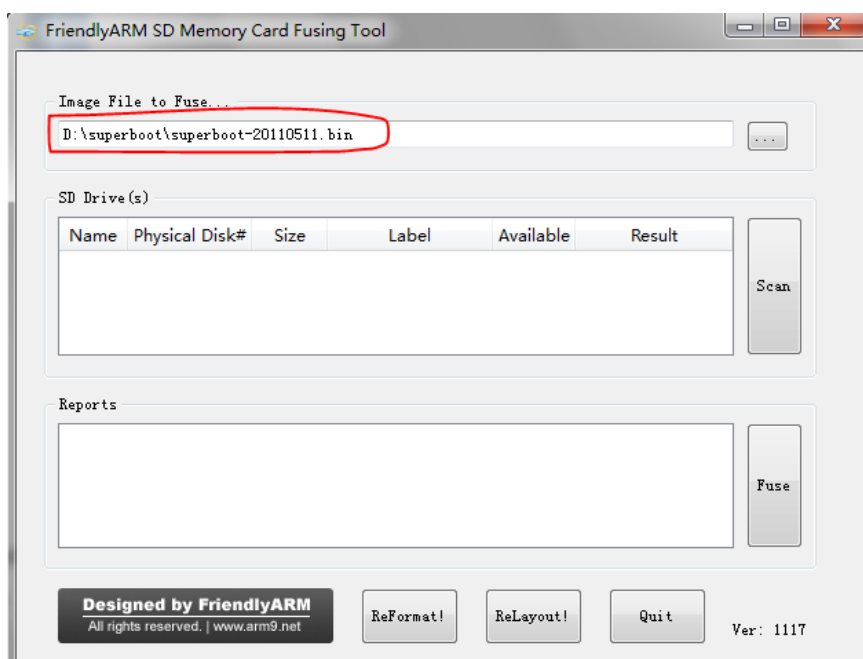 FriendlyARM SD Memory Card Fusing Tool
Image File to Fuse...
D:\superboot\superboot-20110511.bin
...
SD Drive(s)
Name Physical Disk# Size Label Available Result
Scan
Reports
Fuse
Designed by FriendlyARM
All rights reserved. | www.arm9.net
ReFormat! ReLayout! Quit Ver: 1117